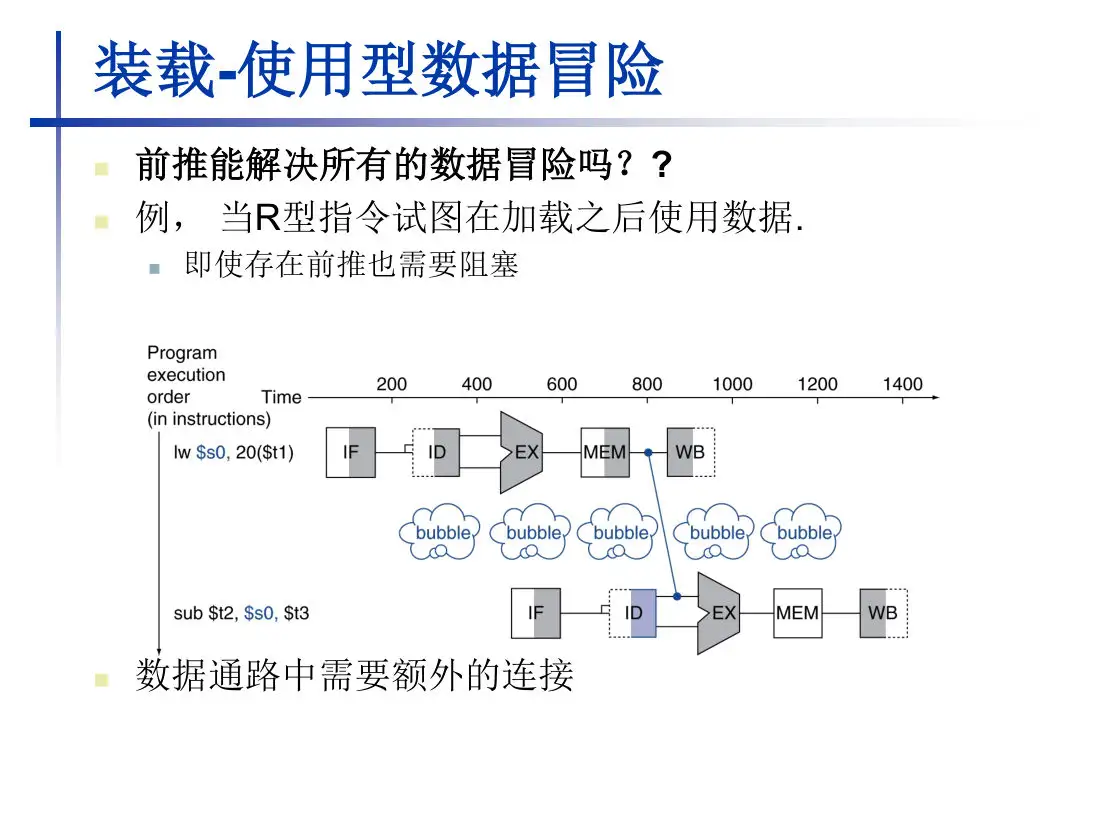 装载-使用型数据冒险
前推能解决所有的数据冒险吗？?
例， 当R型指令试图在加载之后使用数据.
即使存在前推也需要阻塞
Program
execution
order
(in instructions)
Time
200 400 600 800 1000 1200 1400
lw $s0, 20($t1)
IF ID EX MEM WB
bubble bubble bubble bubble bubble
sub $t2, $s0, $t3
IF ID EX MEM WB
数据通路中需要额外的连接